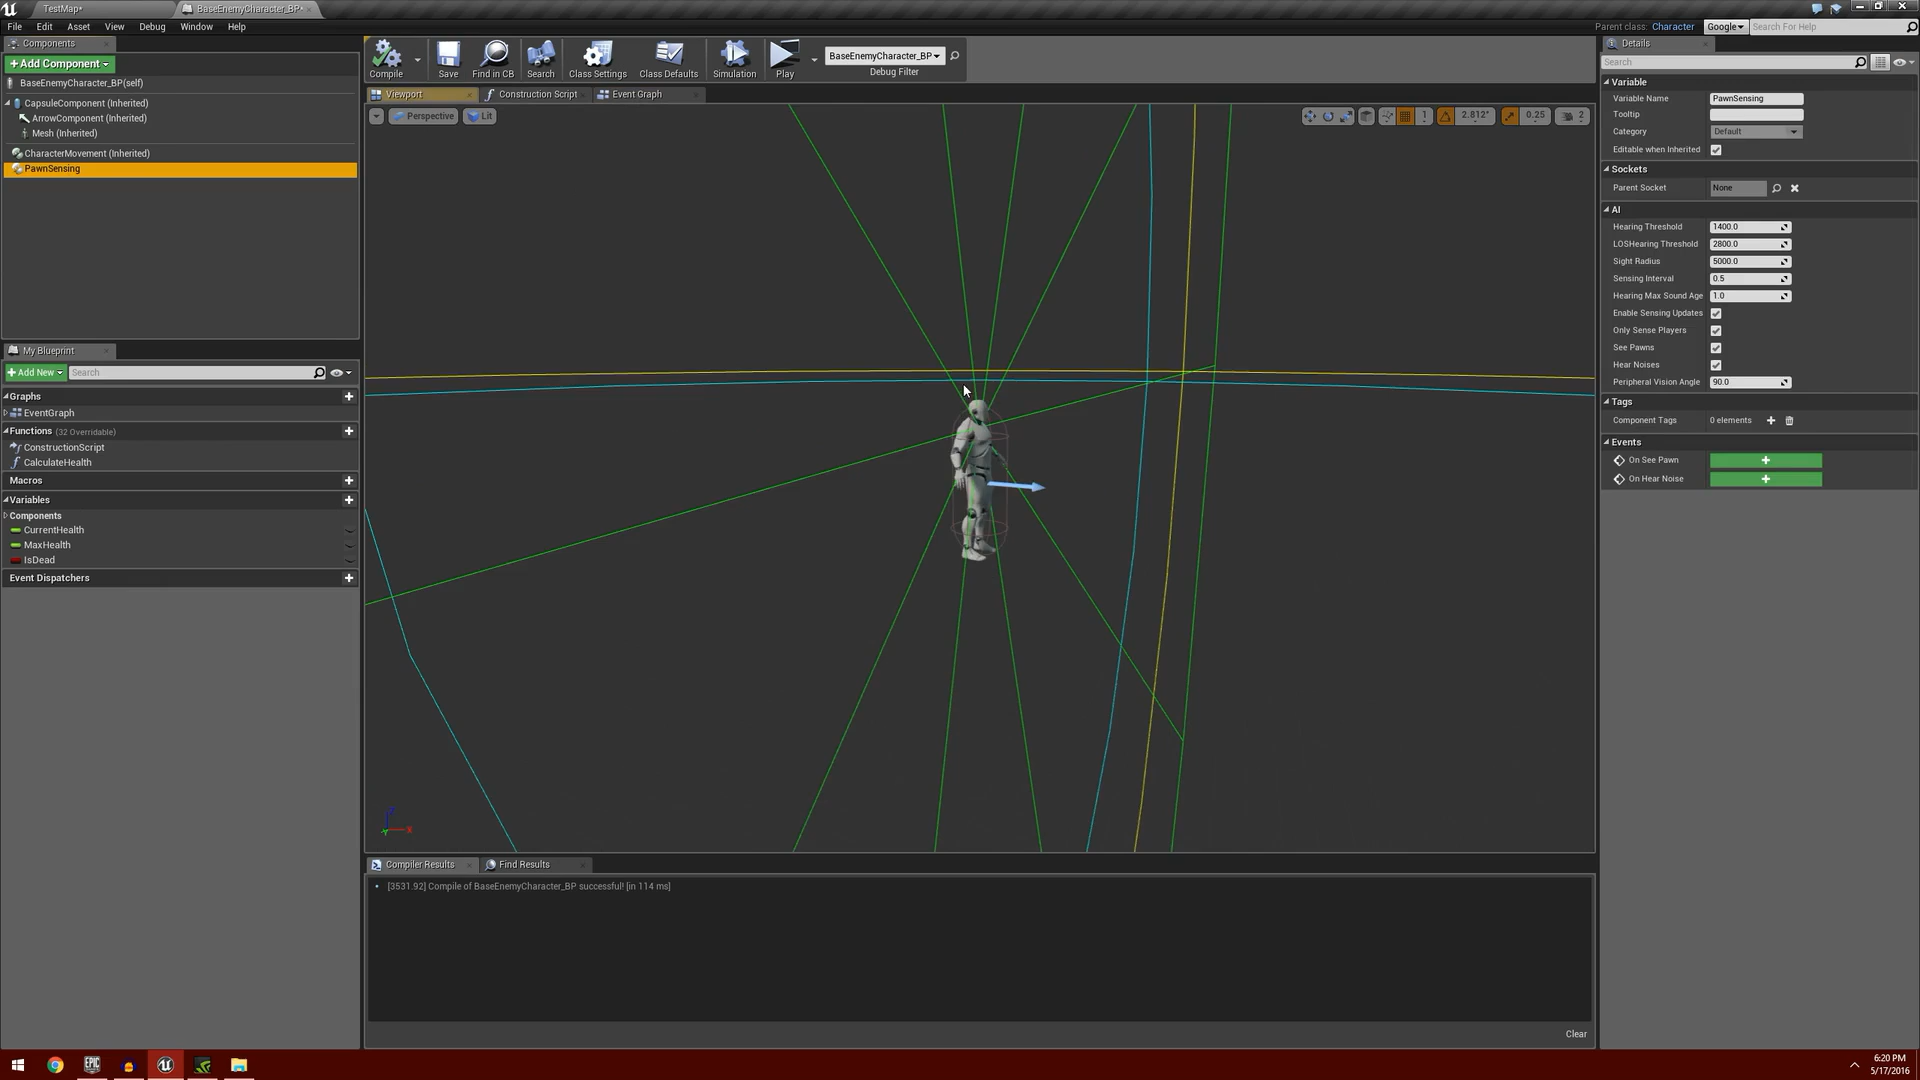 TestMap*
BaseEnemyCharacter_BP*
File Edit Asset View Debug Window Help
Parent class: Character Google Search For Help
Components
Add Component
BaseEnemyCharacter_BP(self)
CapsuleComponent (Inherited)
ArrowComponent (Inherited)
Mesh (Inherited)
CharacterMovement (Inherited)
PawnSensing
My Blueprint
Add New Search
Graphs
EventGraph
Functions (32 Overridable)
ConstructionScript
CalculateHealth
Macros
Variables
Components
CurrentHealth
MaxHealth
IsDead
Event Dispatchers
Compile Save Find in CB Search Class Settings Class Defaults Simulation Play
BaseEnemyCharacter_BP
Debug Filter
Viewport Construction Script Event Graph
Perspective Lit
1 2.812° 0.25 2
Compiler Results Find Results
[3531.92] Compile of BaseEnemyCharacter_BP successful! [in 114 ms]
Clear
Details
Search
Variable
Variable Name PawnSensing
Tooltip
Category Default
Editable when Inherited
Sockets
Parent Socket None
AI
Hearing Threshold 1400.0
LOSHearing Threshold 2800.0
Sight Radius 5000.0
Sensing Interval 0.5
Hearing Max Sound Age 1.0
Enable Sensing Updates
Only Sense Players
See Pawns
Hear Noises
Peripheral Vision Angle 90.0
Tags
Component Tags 0 elements
Events
On See Pawn
On Hear Noise
EPIC
6:20 PM
5/17/2016